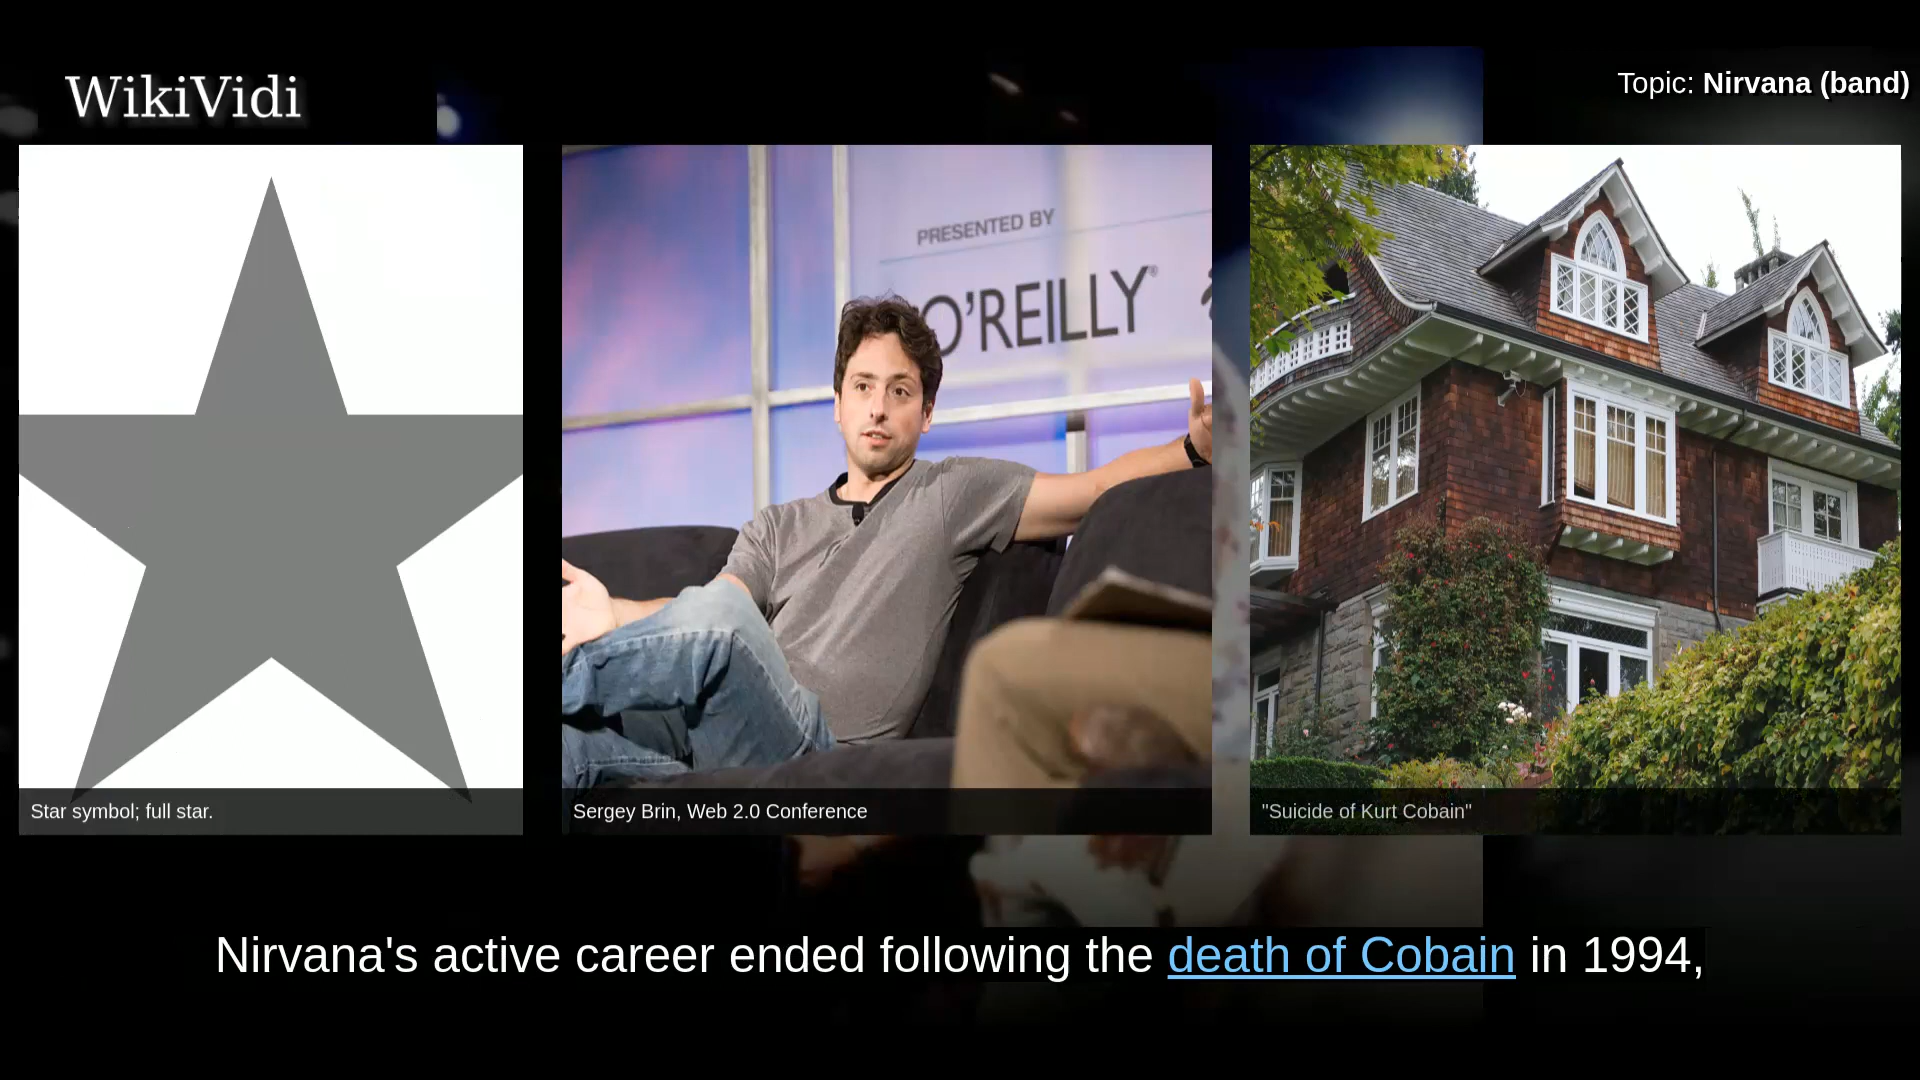 WikiVidi
Topic: Nirvana (band)
PRESENTED BY
O'REILLY®
Star symbol; full star.
Sergey Brin, Web 2.0 Conference
"Suicide of Kurt Cobain"
Nirvana's active career ended following the death of Cobain in 1994,